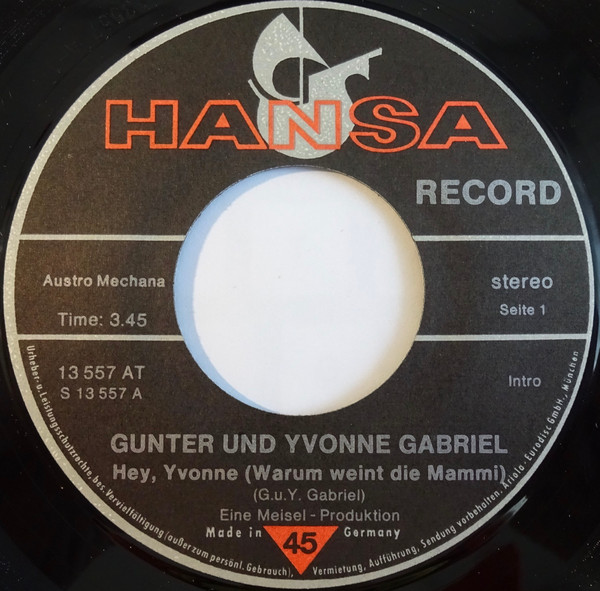 HANSA
RECORD
Austro Mechana
stereo
Seite 1
Time: 3.45
13 557 AT
S 13 557 A
Intro
GUNTER UND YVONNE GABRIEL
Hey, Yvonne (Warum weint die Mammi)
(G.u.Y. Gabriel)
Eine Meisel - Produktion
Made in 45 Germany
Urheber- u. Leistungsschutzrechte, bes. Vervielfältigung (außer zum persönl. Gebrauch), Vermietung, Aufführung, Sendung vorbehalten. Ariola-Eurodisc GmbH., München